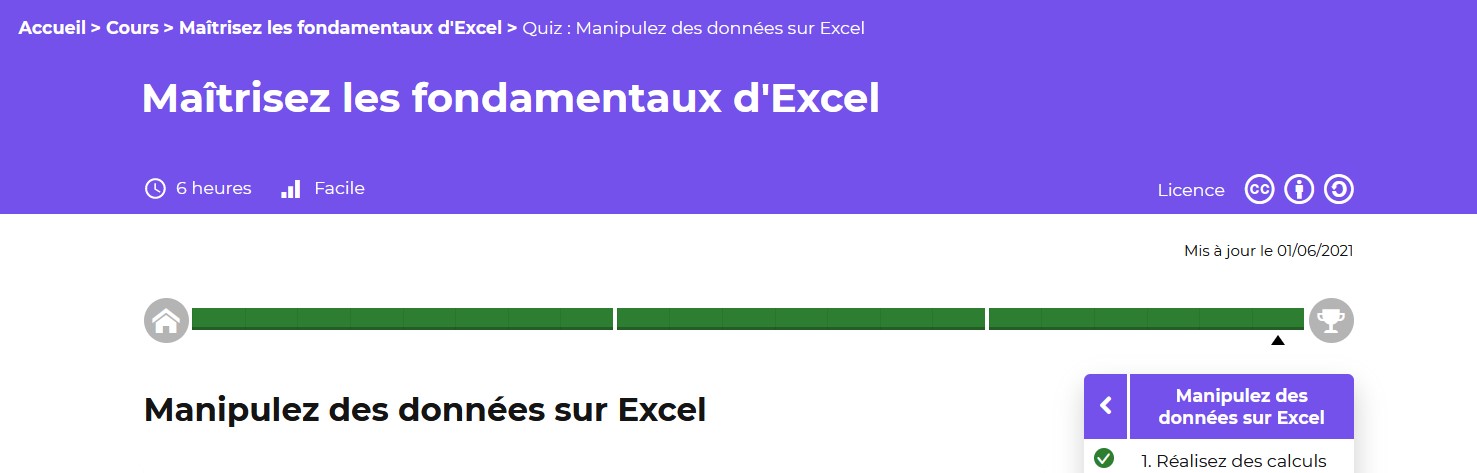 Accueil > Cours > Maîtrisez les fondamentaux d'Excel > Quiz : Manipulez des données sur Excel
Maîtrisez les fondamentaux d'Excel
6 heures Facile
Licence cc
Mis à jour le 01/06/2021
Manipulez des données sur Excel
Manipulez des
données sur Excel
1. Réalisez des calculs